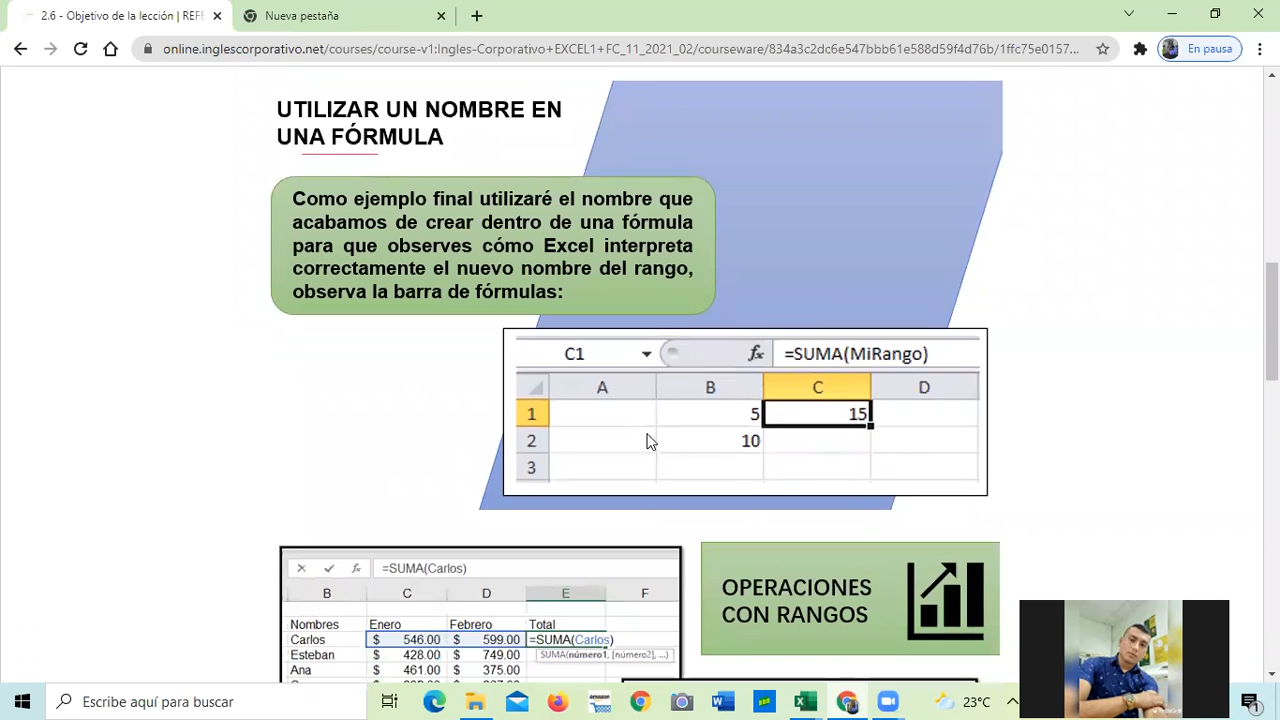 2.6 - Objetivo de la lección | REF
Nueva pestaña
online.inglescorporativo.net/courses/course-v1:Ingles-Corporativo+EXCEL1+FC_11_2021_02/courseware/834a3c2dc6e547bbb61e588d59f4d76b/1ffc75e0157...
En pausa
UTILIZAR UN NOMBRE EN
UNA FÓRMULA
Como ejemplo final utilizaré el nombre que
acabamos de crear dentro de una fórmula
para que observes cómo Excel interpreta
correctamente el nuevo nombre del rango,
observa la barra de fórmulas:
C1 fx =SUMA(MiRango)
A B C D
1 5 15
2 10
3
fx =SUMA(Carlos)
B C D E F
Nombres Enero Febrero Total
Carlos $ 546.00 $ 599.00 =SUMA(Carlos)
Esteban $ 428.00 $ 749.00 SUMA(número1, [número2], ...)
Ana $ 461.00 $ 375.00
OPERACIONES
CON RANGOS
Escribe aquí para buscar
amazon
23°C
1